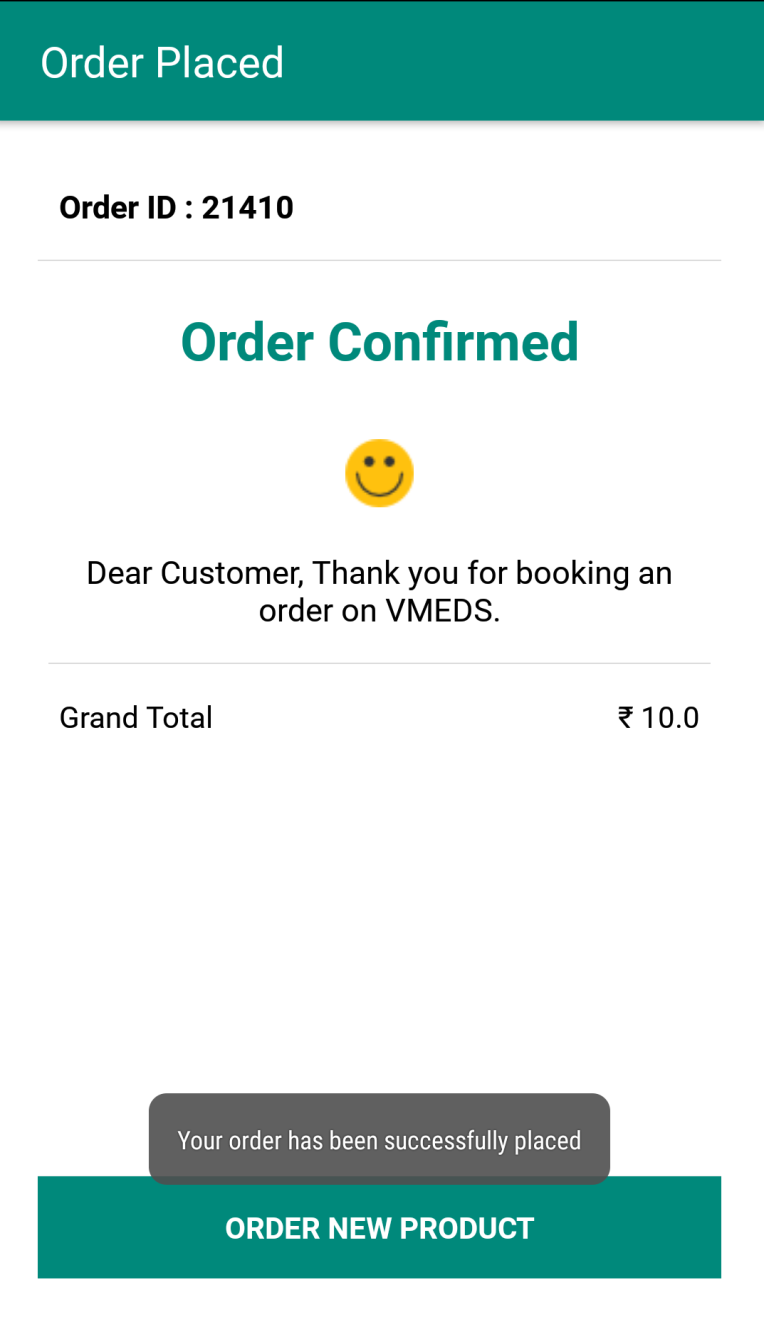 Order Placed
Order ID : 21410
Order Confirmed
Dear Customer, Thank you for booking an
order on VMEDS.
Grand Total ₹ 10.0
Your order has been successfully placed
ORDER NEW PRODUCT